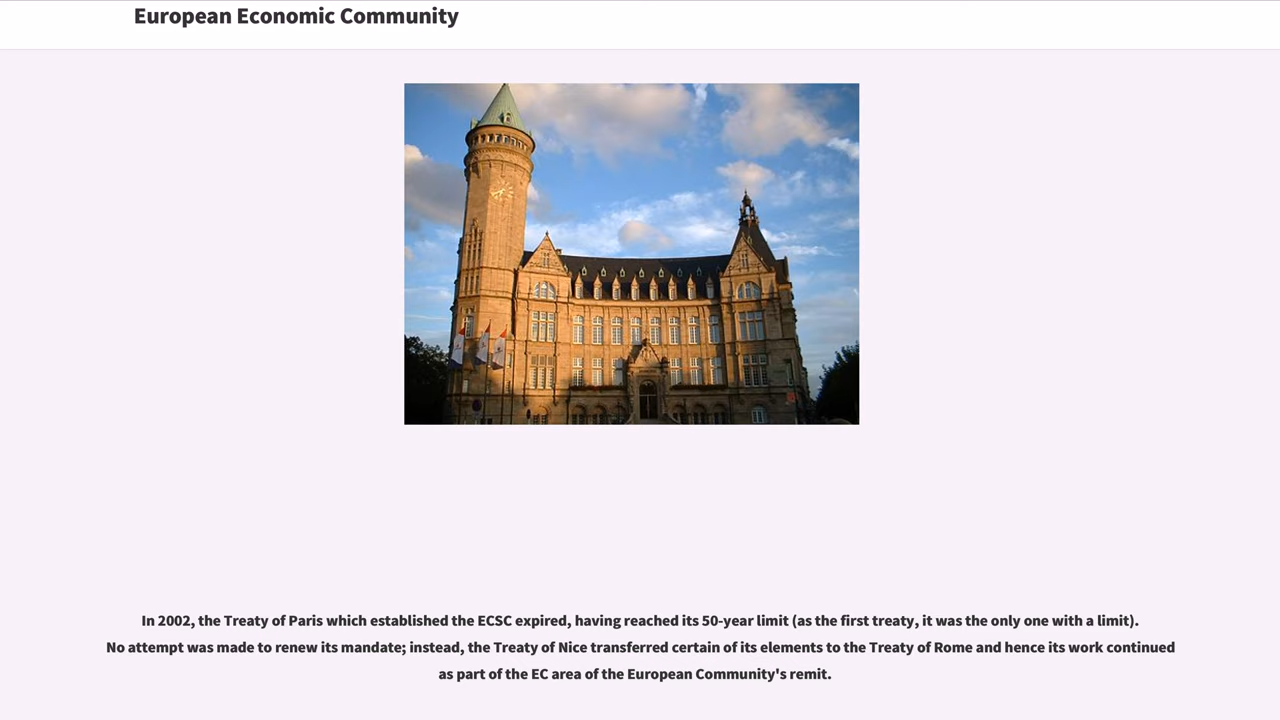 European Economic Community
In 2002, the Treaty of Paris which established the ECSC expired, having reached its 50-year limit (as the first treaty, it was the only one with a limit).
No attempt was made to renew its mandate; instead, the Treaty of Nice transferred certain of its elements to the Treaty of Rome and hence its work continued
as part of the EC area of the European Community's remit.